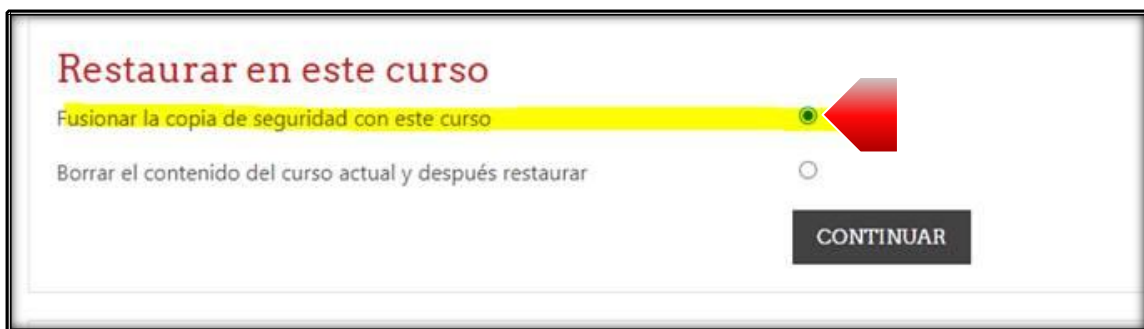 Restaurar en este curso
Fusionar la copia de seguridad con este curso
Borrar el contenido del curso actual y después restaurar
CONTINUAR